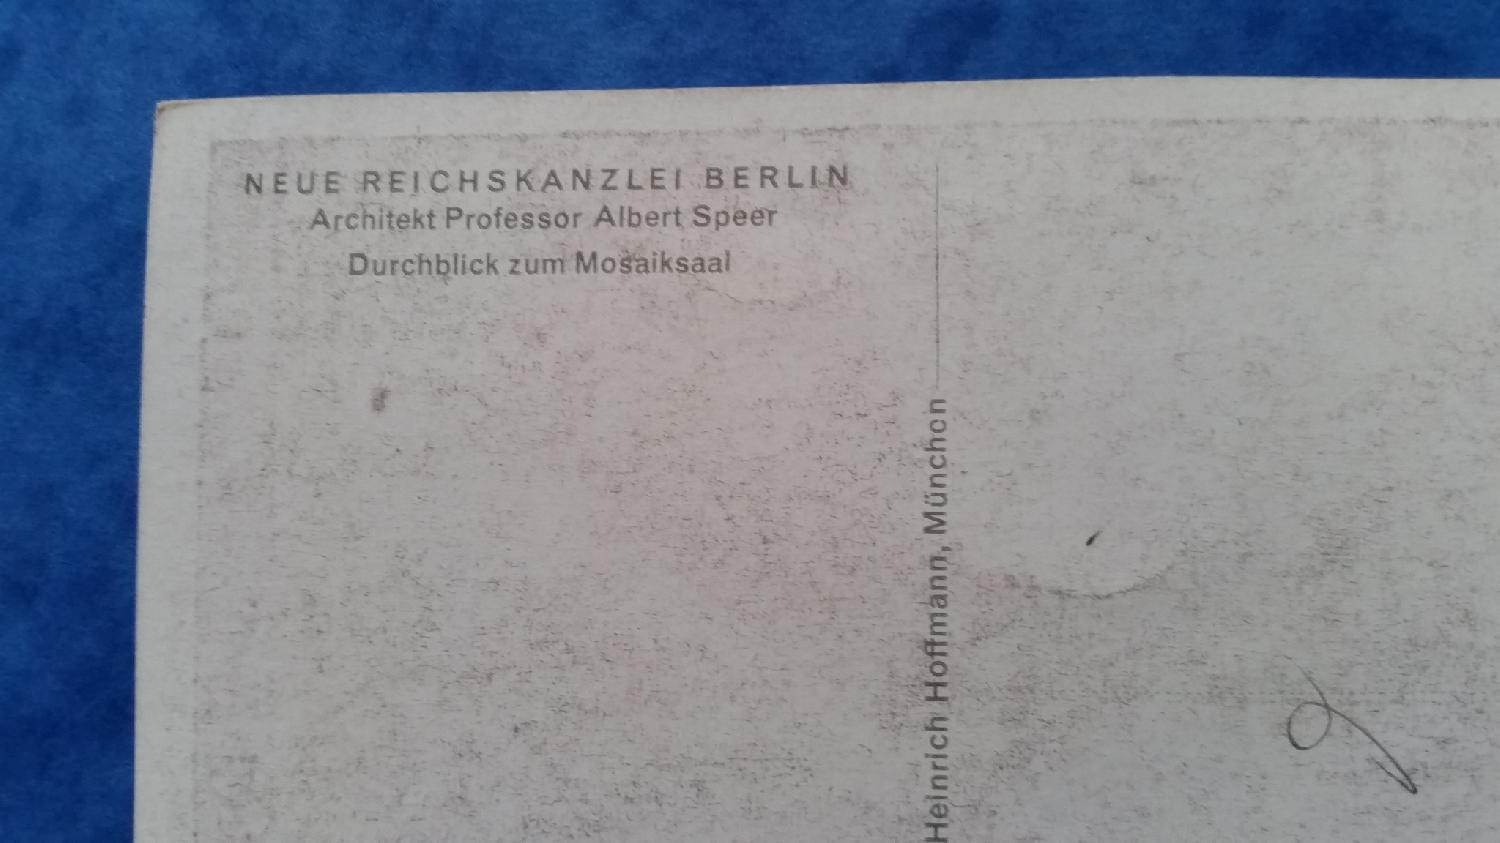 NEUE REICHSKANZLEI BERLIN
Architekt Professor Albert Speer
Durchblick zum Mosaiksaal
Heinrich Hoffmann, München